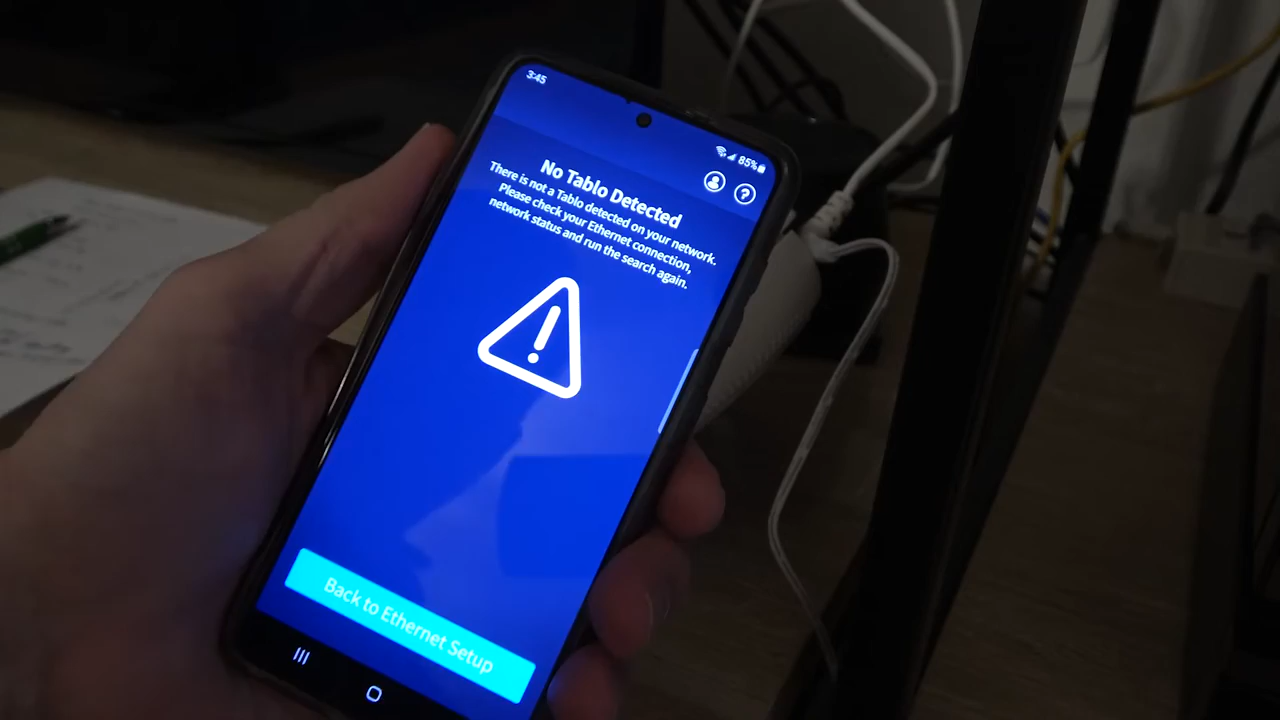 3:45
85%
No Tablo Detected
There is not a Tablo detected on your network.
Please check your Ethernet connection,
network status and run the search again.
Back to Ethernet Setup